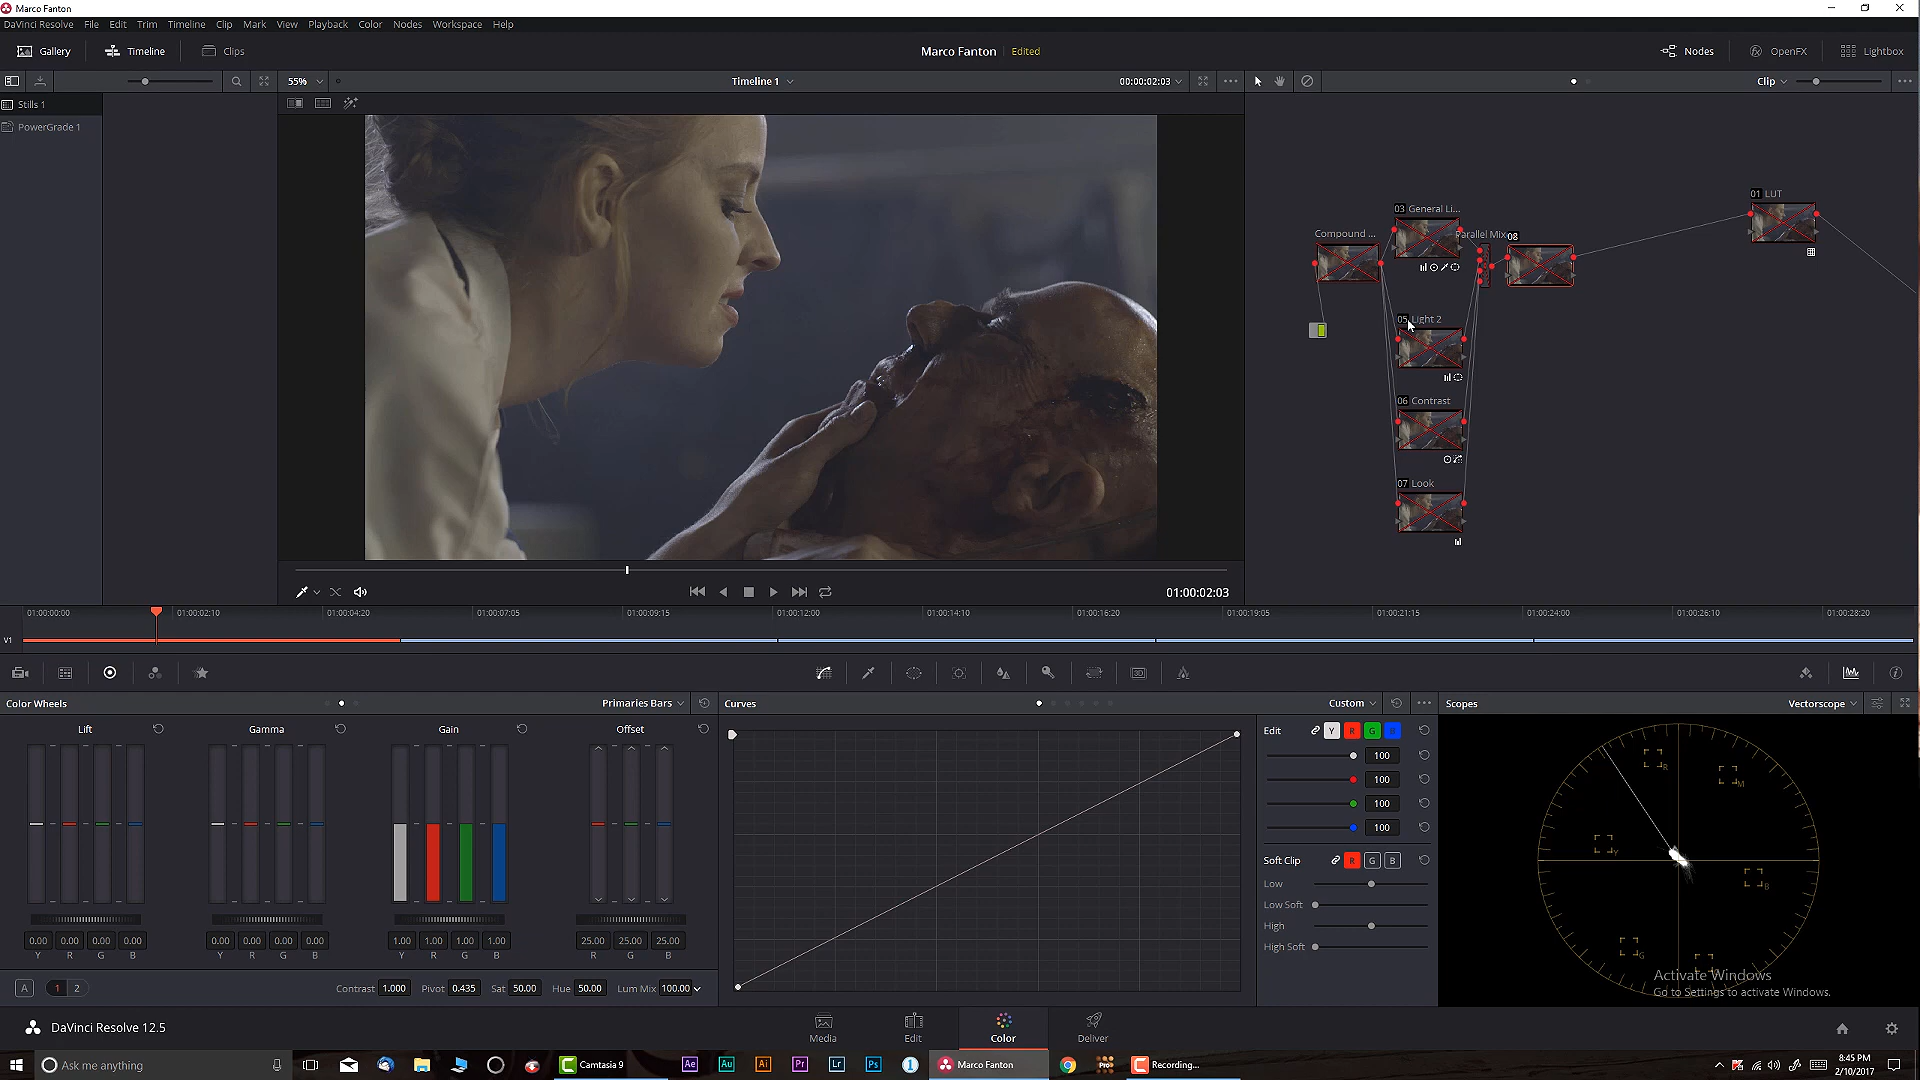 Marco Fanton
DaVinci Resolve File Edit Trim Timeline Clip Mark View Playback Color Nodes Workspace Help
Gallery Timeline Clips Marco Fanton Edited Nodes OpenFX Lightbox
55% Timeline 1 00:00:02:03 Clip
Stills 1
PowerGrade 1
01 LUT
03 General Li...
Compound ... Parallel Mix 08
05 Light 2
06 Contrast
07 Look
01:00:02:03
01:00:00:00 01:00:02:10 01:00:04:20 01:00:07:05 01:00:09:15 01:00:12:00 01:00:14:10 01:00:16:20 01:00:19:05 01:00:21:15 01:00:24:00 01:00:26:10 01:00:28:20
V1
Color Wheels Primaries Bars Curves Custom Scopes Vectorscope
Lift Gamma Gain Offset Edit Y R G B
100
100
100
100
Soft Clip R G B
Low
Low Soft
High
High Soft
R M Y B G
0.00 0.00 0.00 0.00 0.00 0.00 0.00 0.00 1.00 1.00 1.00 1.00 25.00 25.00 25.00
Y R G B Y R G B Y R G B R G B
A 1 2 Contrast 1.000 Pivot 0.435 Sat 50.00 Hue 50.00 Lum Mix 100.00
Activate Windows
Go to Settings to activate Windows.
DaVinci Resolve 12.5 Media Edit Color Deliver
Ask me anything Camtasia 9 Ae Au Ai Pr Lr Ps Marco Fanton Recording... 8:45 PM
2/10/2017